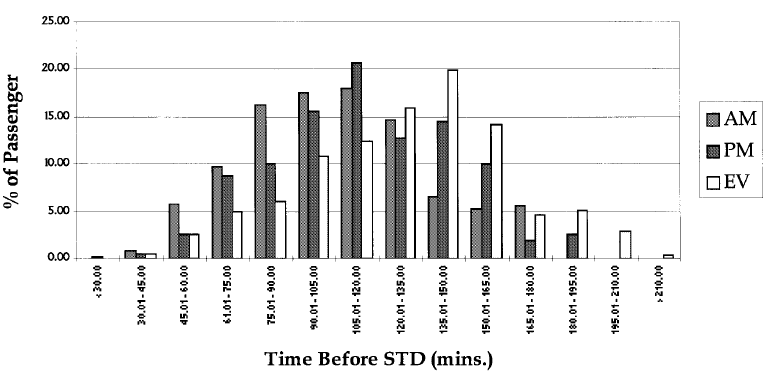 25.00
20.00
15.00
10.00
5.00
0.00
% of Passenger
AM
PM
EV
<30.00
30.01 - 45.00
45.01 - 60.00
61.01 - 75.00
75.01 - 90.00
90.01 - 105.00
105.01 - 120.00
120.01 - 135.00
135.01 - 150.00
150.01 - 165.00
165.01 - 180.00
180.01 - 195.00
195.01 - 210.00
>210.00
Time Before STD (mins.)